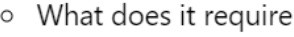 ○ What does it require